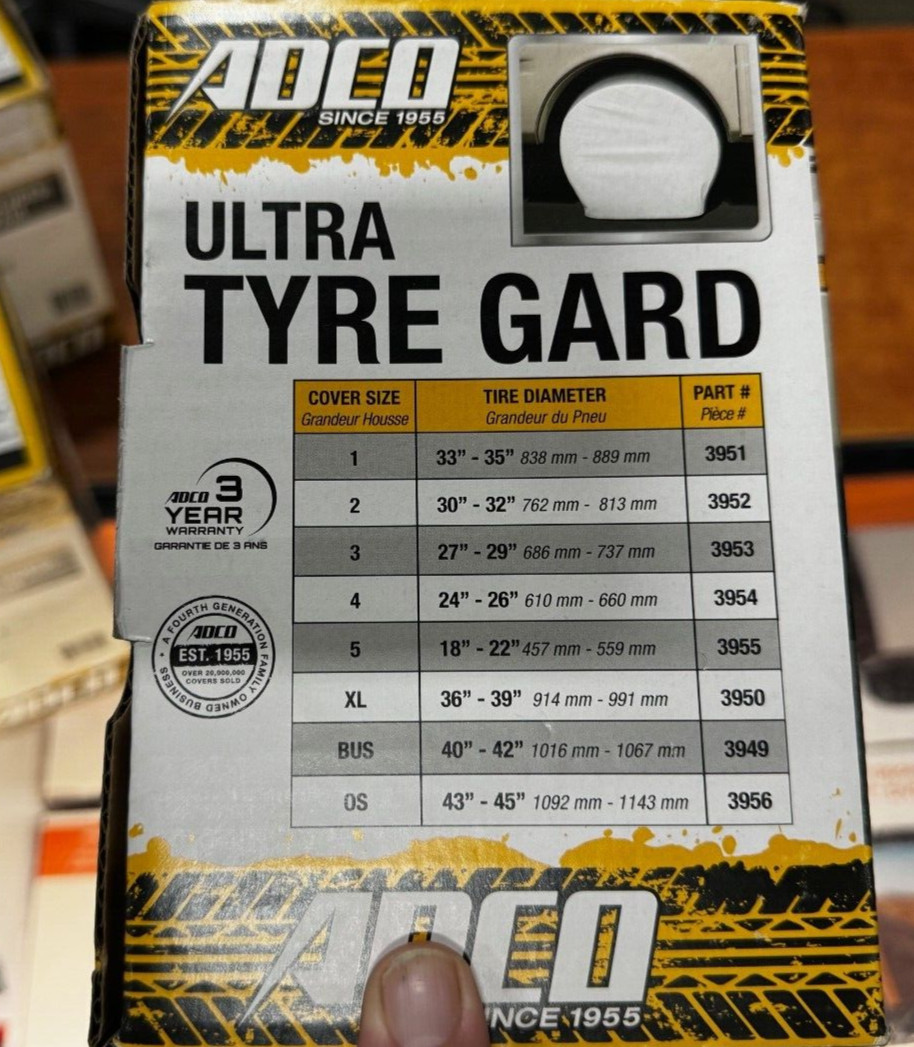 ADCO
SINCE 1955
ULTRA
TYRE GARD
COVER SIZE TIRE DIAMETER PART #
Grandeur Housse Grandeur du Pneu Pièce #
1 33” - 35” 838 mm - 889 mm 3951
2 30” - 32” 762 mm - 813 mm 3952
3 27” - 29” 686 mm - 737 mm 3953
4 24” - 26” 610 mm - 660 mm 3954
5 18” - 22” 457 mm - 559 mm 3955
XL 36” - 39” 914 mm - 991 mm 3950
BUS 40” - 42” 1016 mm - 1067 mm 3949
OS 43” - 45” 1092 mm - 1143 mm 3956
ADCO 3
YEAR
WARRANTY
GARANTIE DE 3 ANS
• A FOURTH GENERATION FAMILY OWNED BUSINESS
ADCO
EST. 1955
OVER 20,000,000
COVERS SOLD
ADCO
SINCE 1955